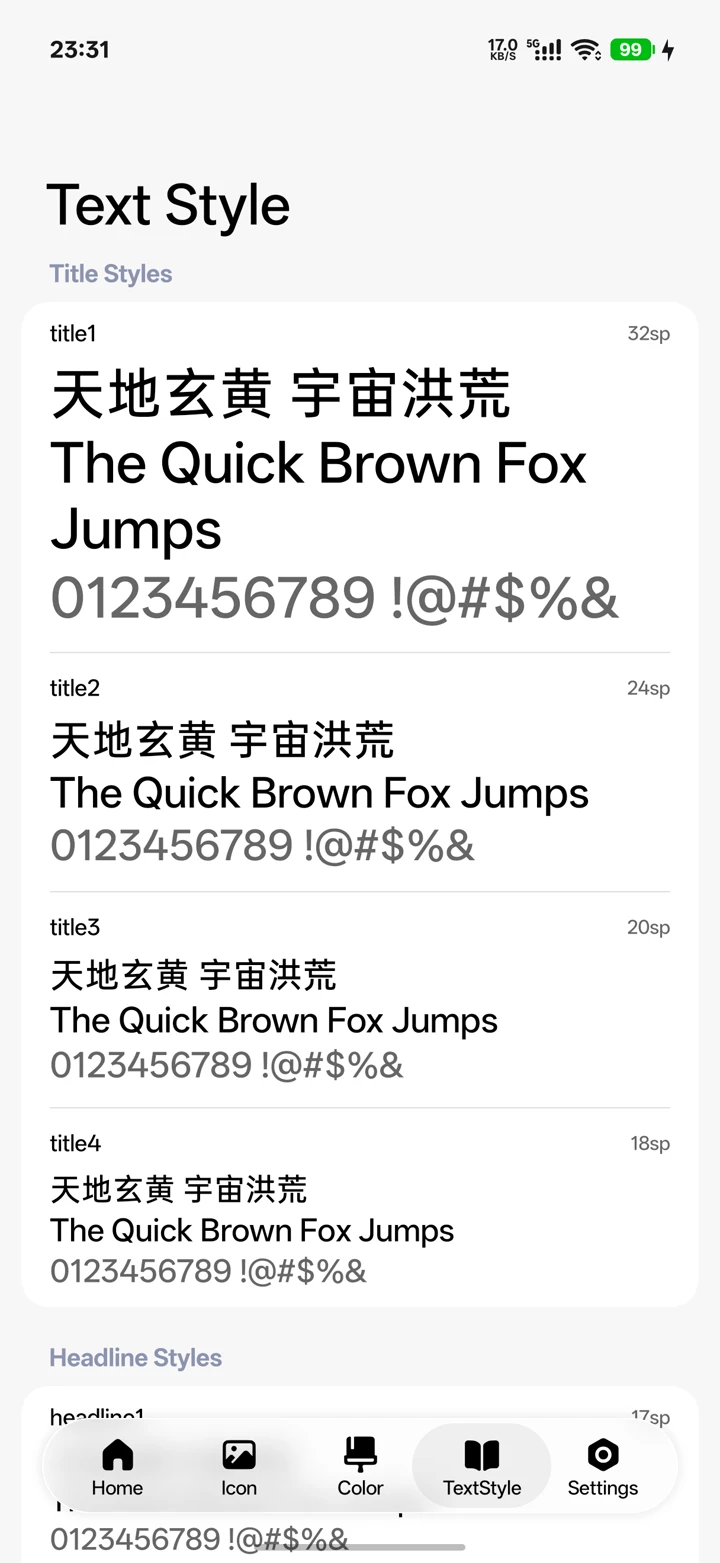 23:31
17.0 KB/S 5G 99
Text Style
Title Styles
title1 32sp
天地玄黄 宇宙洪荒
The Quick Brown Fox
Jumps
0123456789 !@#$%&
title2 24sp
天地玄黄 宇宙洪荒
The Quick Brown Fox Jumps
0123456789 !@#$%&
title3 20sp
天地玄黄 宇宙洪荒
The Quick Brown Fox Jumps
0123456789 !@#$%&
title4 18sp
天地玄黄 宇宙洪荒
The Quick Brown Fox Jumps
0123456789 !@#$%&
Headline Styles
headline1 17sp
Home Icon Color TextStyle Settings
0123456789 !@#$%&